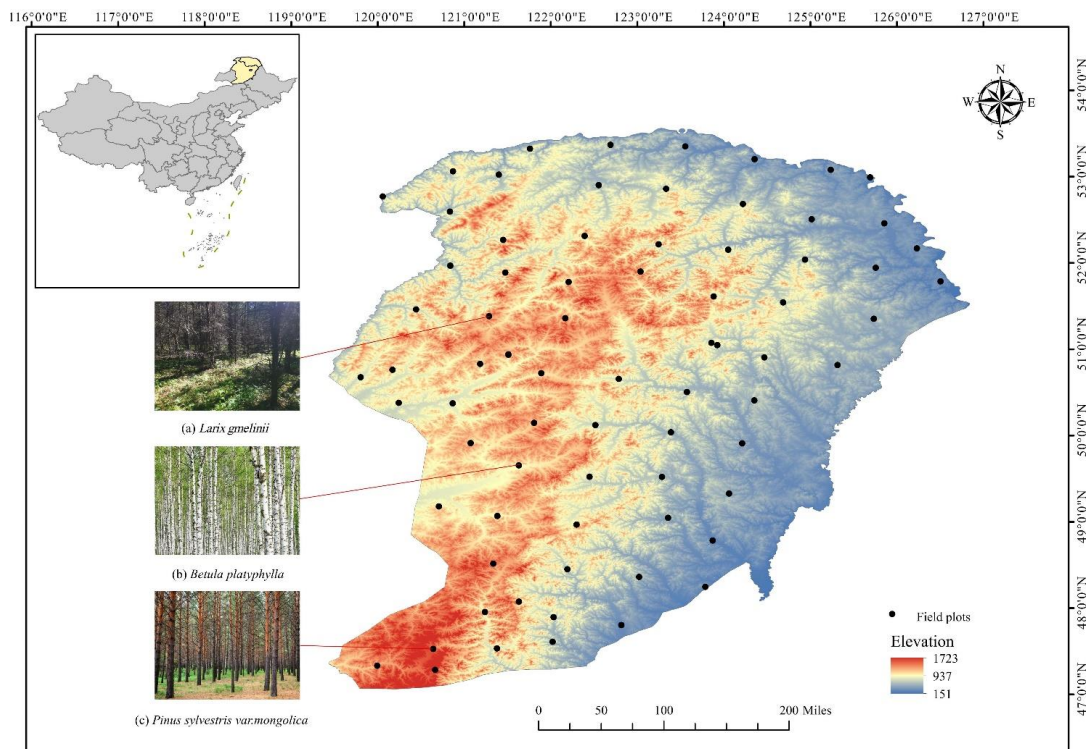 116°0'0"E 117°0'0"E 118°0'0"E 119°0'0"E 120°0'0"E 121°0'0"E 122°0'0"E 123°0'0"E 124°0'0"E 125°0'0"E 126°0'0"E 127°0'0"E
N
W E
S
54°0'0"N
53°0'0"N
52°0'0"N
51°0'0"N
50°0'0"N
49°0'0"N
48°0'0"N
47°0'0"N
(a) Larix gmelinii
(b) Betula platyphylla
(c) Pinus sylvestris var.mongolica
Field plots
Elevation
1723
937
151
0 50 100 200 Miles